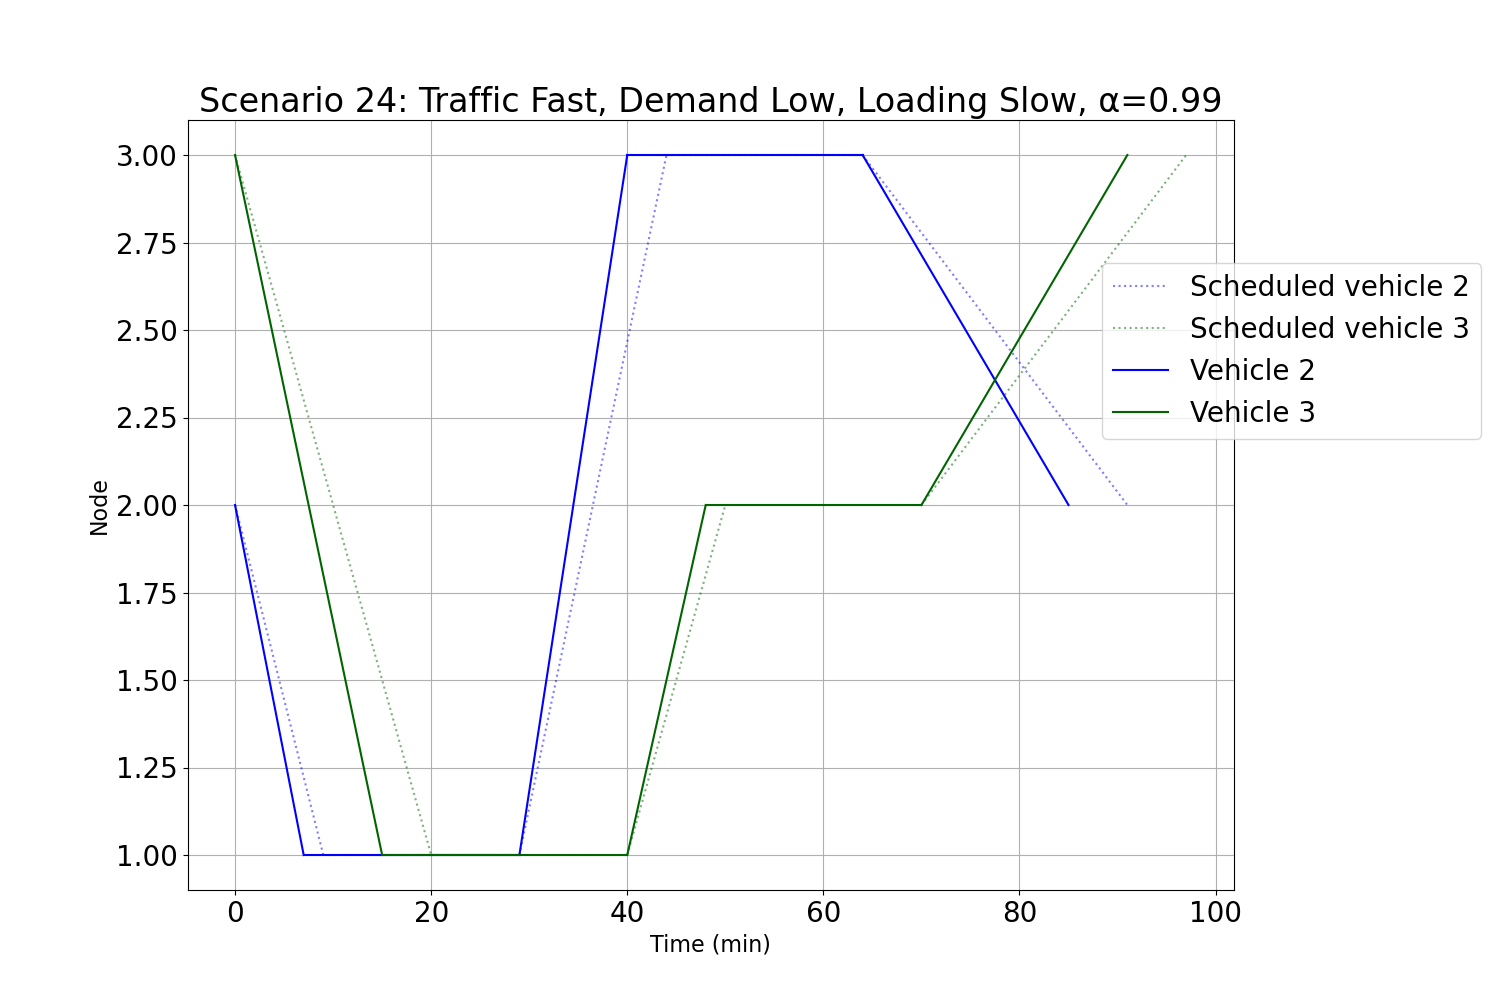 Scenario 24: Traffic Fast, Demand Low, Loading Slow, α=0.99
3.00
2.75
2.50
2.25
2.00
1.75
1.50
1.25
1.00
Node
0 20 40 60 80 100
Time (min)
Scheduled vehicle 2
Scheduled vehicle 3
Vehicle 2
Vehicle 3